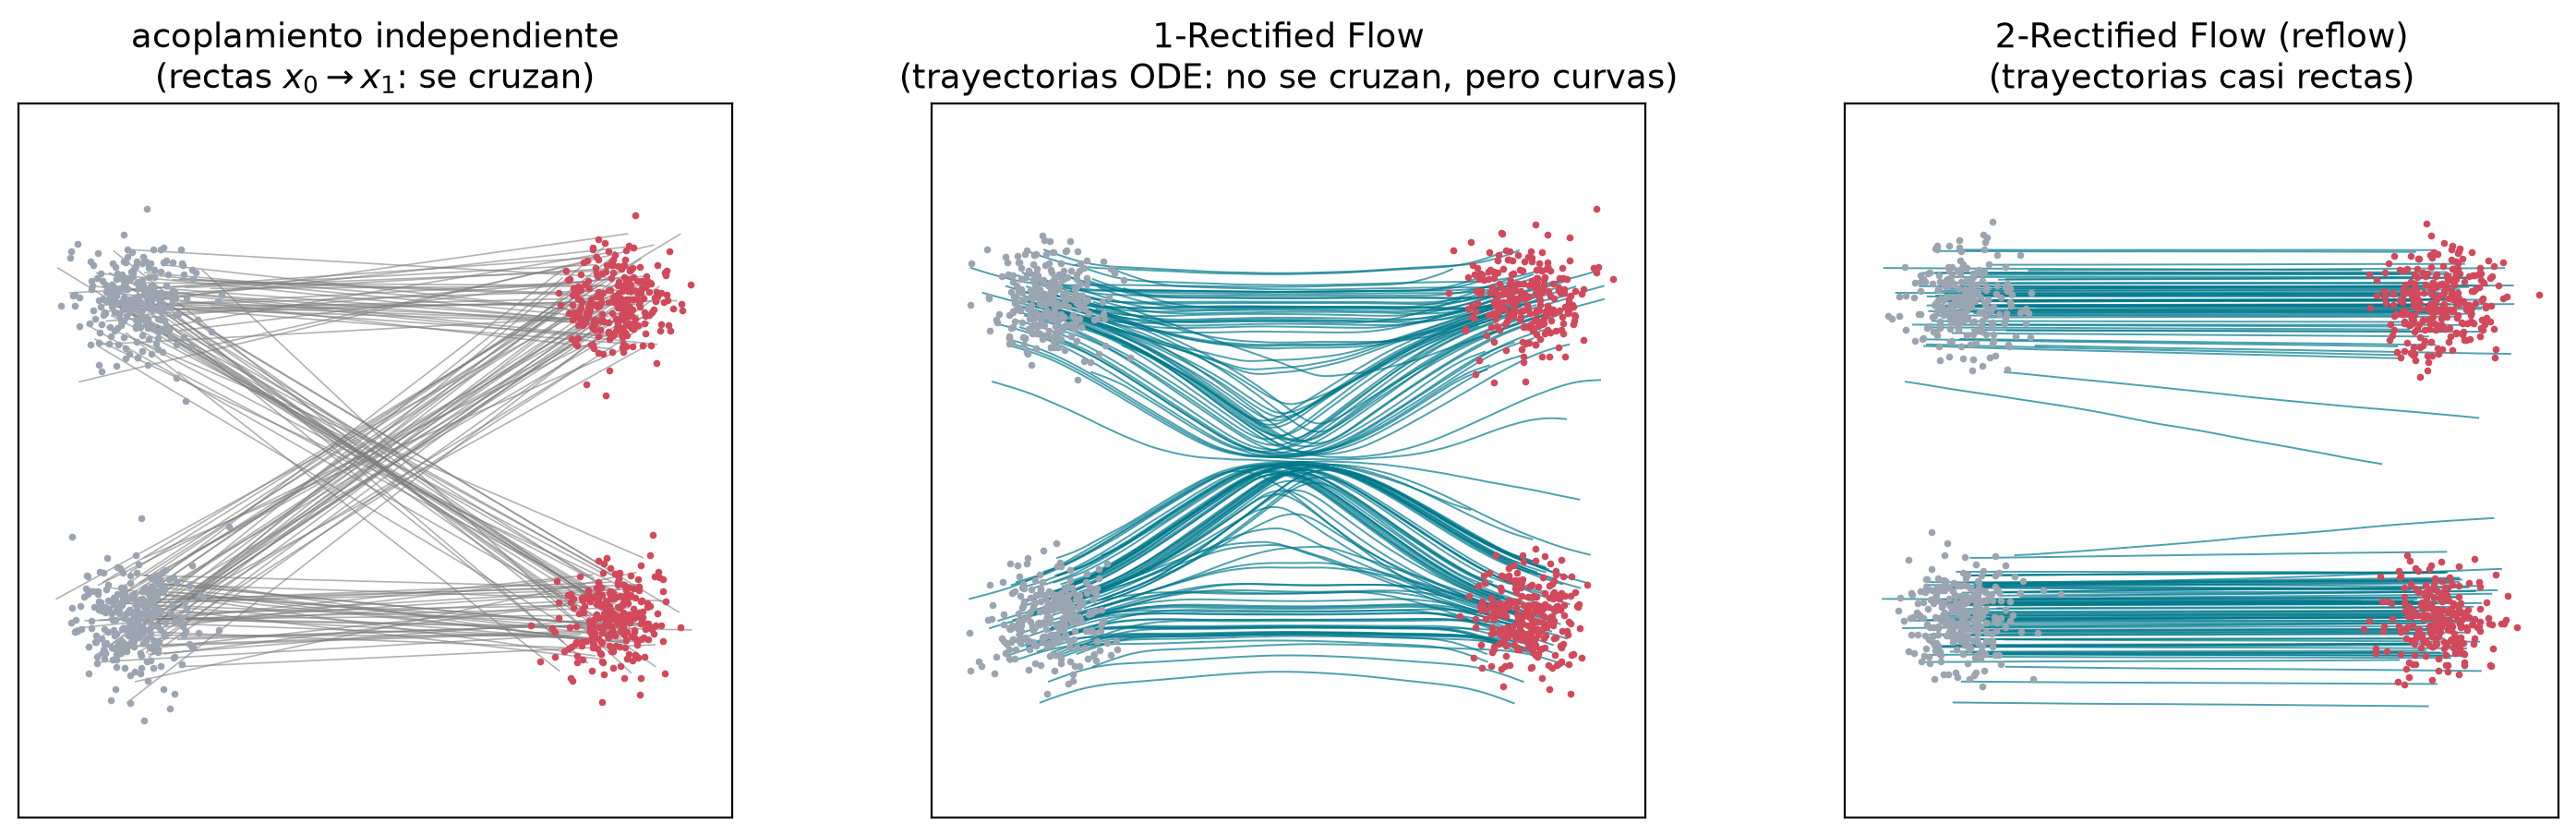 acoplamiento independiente
(rectas x₀→x₁: se cruzan)
1-Rectified Flow
(trayectorias ODE: no se cruzan, pero curvas)
2-Rectified Flow (reflow)
(trayectorias casi rectas)